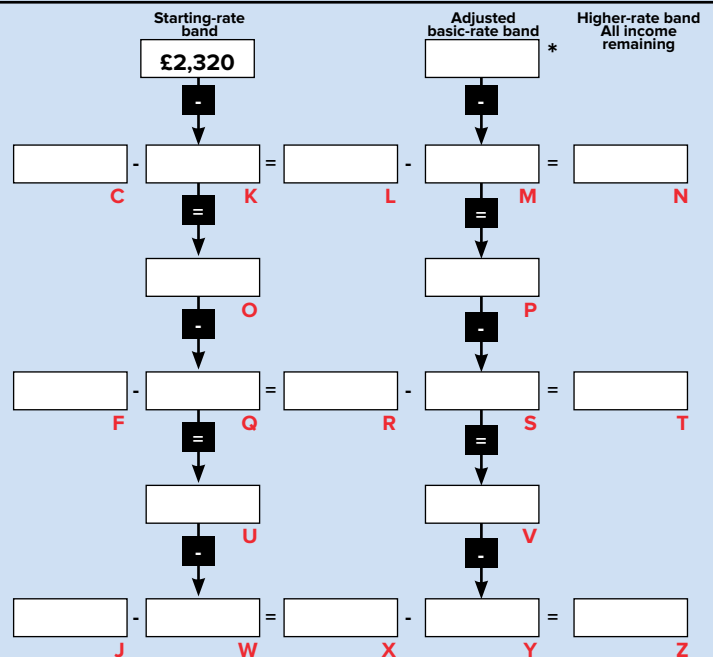 Starting-rate
band
Adjusted
basic-rate band
Higher-rate band
All income
remaining
£2,320
*
-
-
- = - =
C K L M N
=
=
O P
-
-
- = - =
F Q R S T
=
=
U V
-
-
- = - =
J W X Y Z